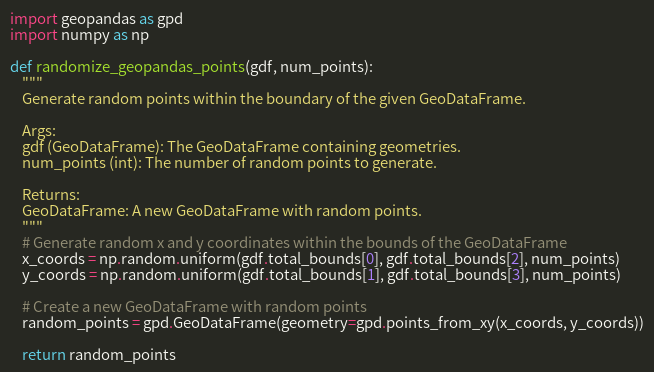 import geopandas as gpd
import numpy as np

def randomize_geopandas_points(gdf, num_points):
    """
    Generate random points within the boundary of the given GeoDataFrame.

    Args:
    gdf (GeoDataFrame): The GeoDataFrame containing geometries.
    num_points (int): The number of random points to generate.

    Returns:
    GeoDataFrame: A new GeoDataFrame with random points.
    """
    # Generate random x and y coordinates within the bounds of the GeoDataFrame
    x_coords = np.random.uniform(gdf.total_bounds[0], gdf.total_bounds[2], num_points)
    y_coords = np.random.uniform(gdf.total_bounds[1], gdf.total_bounds[3], num_points)

    # Create a new GeoDataFrame with random points
    random_points = gpd.GeoDataFrame(geometry=gpd.points_from_xy(x_coords, y_coords))

    return random_points